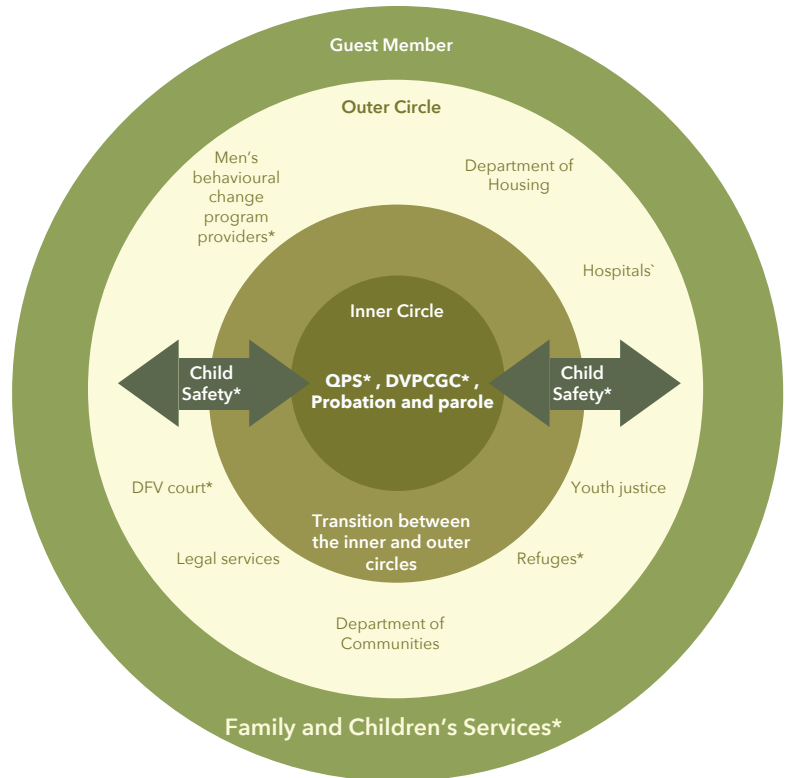 Guest Member
Outer Circle
Men’s
behavioural
change
program
providers*
Department of
Housing
Hospitals`
Inner Circle
QPS* , DVPCGC* ,
Probation and parole
Child
Safety*
Child
Safety*
DFV court*
Youth justice
Transition between
the inner and outer
circles
Legal services
Refuges*
Department of
Communities
Family and Children’s Services*